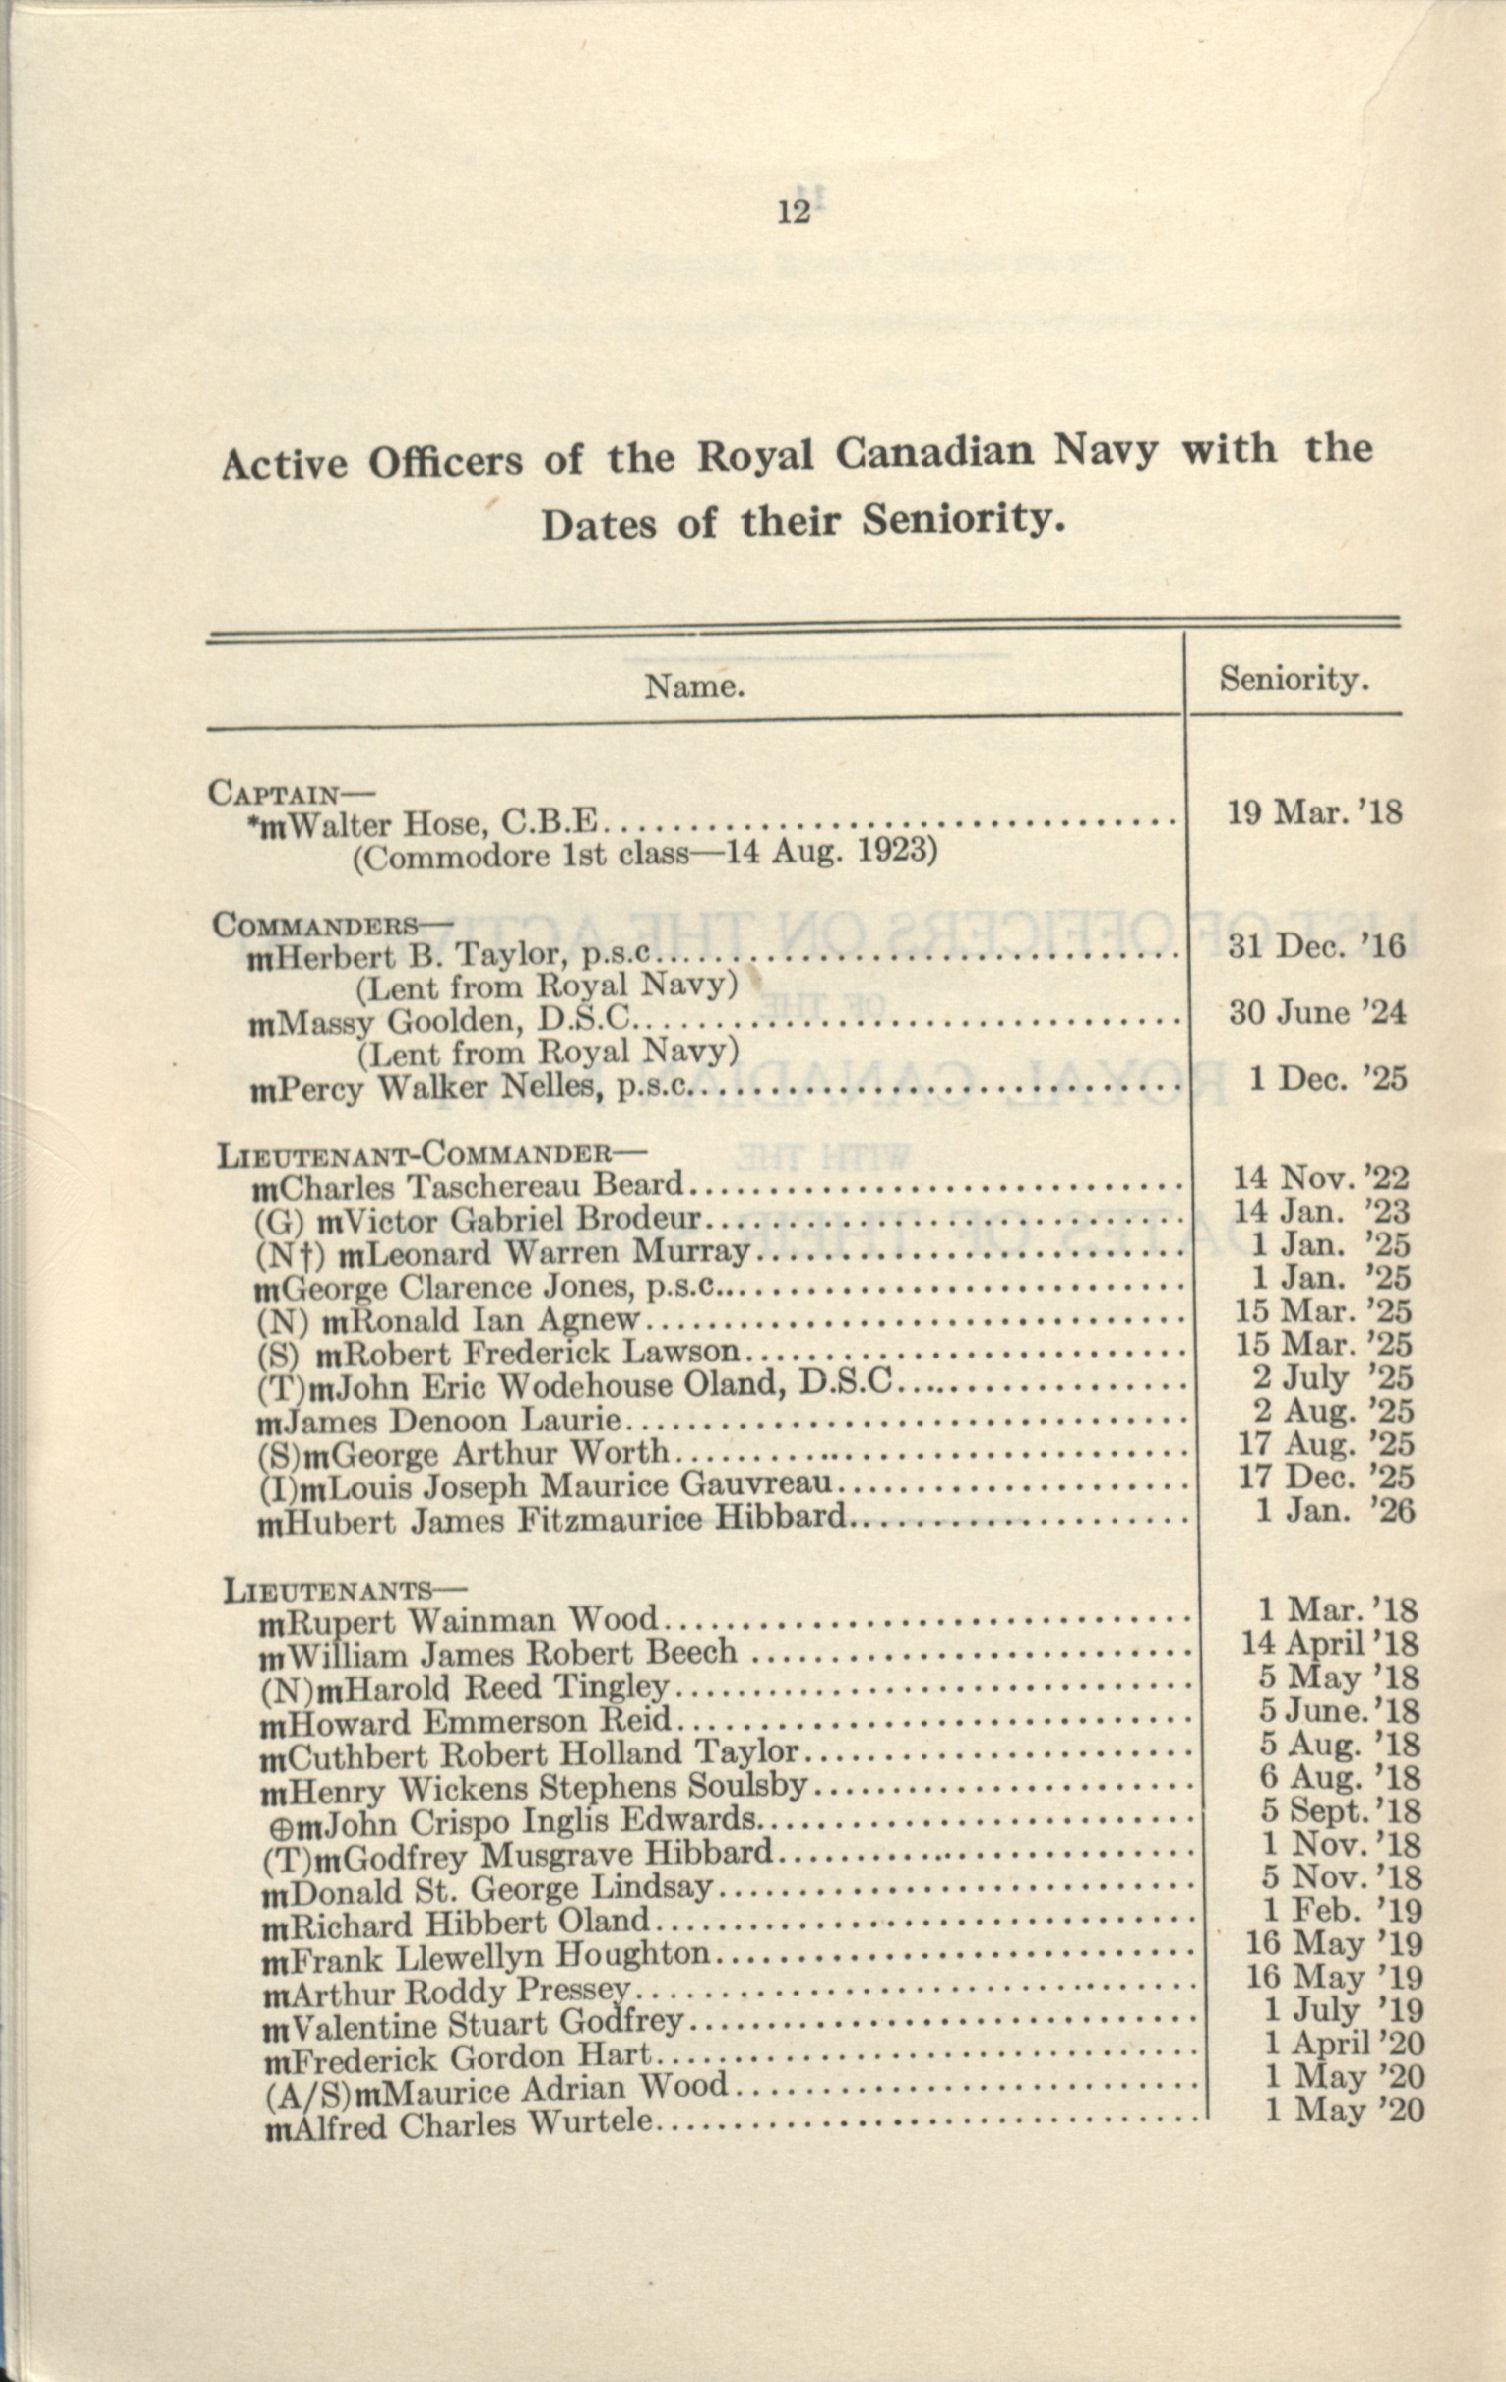 12
Active Officers of the Royal Canadian Navy with the
Dates of their Seniority.
Name. Seniority.
CAPTAIN—
*mWalter Hose, C.B.E. 19 Mar. '18
(Commodore 1st class—14 Aug. 1923)
COMMANDERS—
mHerbert B. Taylor, p.s.c. 31 Dec. '16
(Lent from Royal Navy)
mMassy Goolden, D.S.C. 30 June '24
(Lent from Royal Navy)
mPercy Walker Nelles, p.s.c. 1 Dec. '25
LIEUTENANT-COMMANDER—
mCharles Taschereau Beard 14 Nov. '22
(G) mVictor Gabriel Brodeur 14 Jan. '23
(N†) mLeonard Warren Murray 1 Jan. '25
mGeorge Clarence Jones, p.s.c. 1 Jan. '25
(N) mRonald Ian Agnew 15 Mar. '25
(S) mRobert Frederick Lawson 15 Mar. '25
(T)mJohn Eric Wodehouse Oland, D.S.C. 2 July '25
mJames Denoon Laurie 2 Aug. '25
(S)mGeorge Arthur Worth 17 Aug. '25
(I)mLouis Joseph Maurice Gauvreau 17 Dec. '25
mHubert James Fitzmaurice Hibbard 1 Jan. '26
LIEUTENANTS—
mRupert Wainman Wood 1 Mar. '18
mWilliam James Robert Beech 14 April '18
(N)mHarold Reed Tingley 5 May '18
mHoward Emmerson Reid 5 June. '18
mCuthbert Robert Holland Taylor 5 Aug. '18
mHenry Wickens Stephens Soulsby 6 Aug. '18
⊕mJohn Crispo Inglis Edwards 5 Sept. '18
(T)mGodfrey Musgrave Hibbard 1 Nov. '18
mDonald St. George Lindsay 5 Nov. '18
mRichard Hibbert Oland 1 Feb. '19
mFrank Llewellyn Houghton 16 May '19
mArthur Roddy Pressey 16 May '19
mValentine Stuart Godfrey 1 July '19
mFrederick Gordon Hart 1 April '20
(A/S)mMaurice Adrian Wood 1 May '20
mAlfred Charles Wurtele 1 May '20